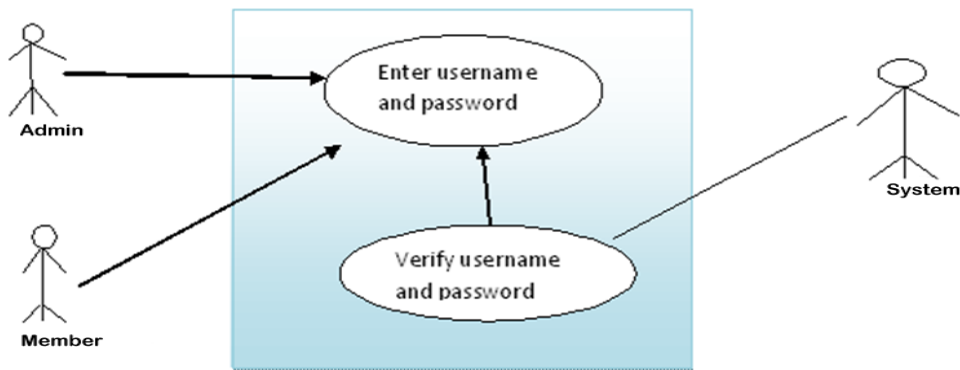 Admin
Enter username
and password
System
Verify username
and password
Member